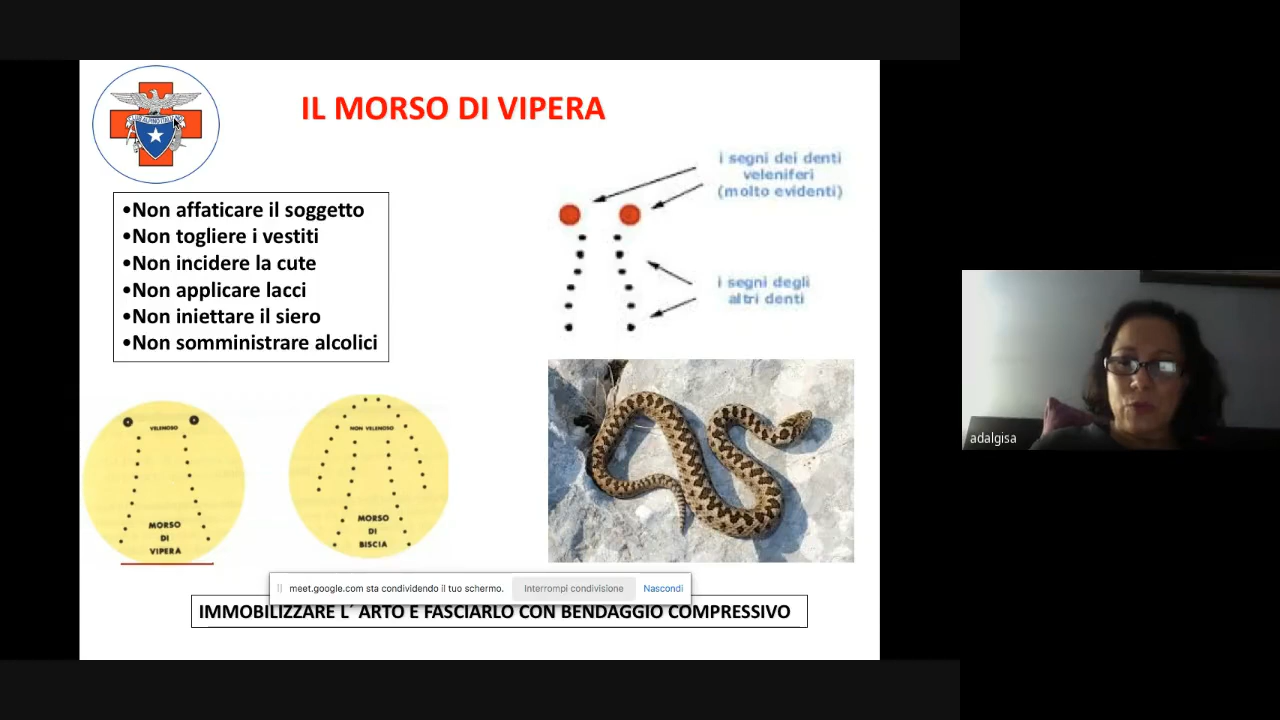 IL MORSO DI VIPERA
CLUB ALPINO ITALIANO
•Non affaticare il soggetto
•Non togliere i vestiti
•Non incidere la cute
•Non applicare lacci
•Non iniettare il siero
•Non somministrare alcolici
i segni dei denti
veleniferi
(molto evidenti)
i segni degli
altri denti
VELENOSO
MORSO
DI
VIPERA
NON VELENOSO
MORSO
DI
BISCIA
adalgisa
meet.google.com sta condividendo il tuo schermo.
Interrompi condivisione
Nascondi
IMMOBILIZZARE L´ ARTO E FASCIARLO CON BENDAGGIO COMPRESSIVO